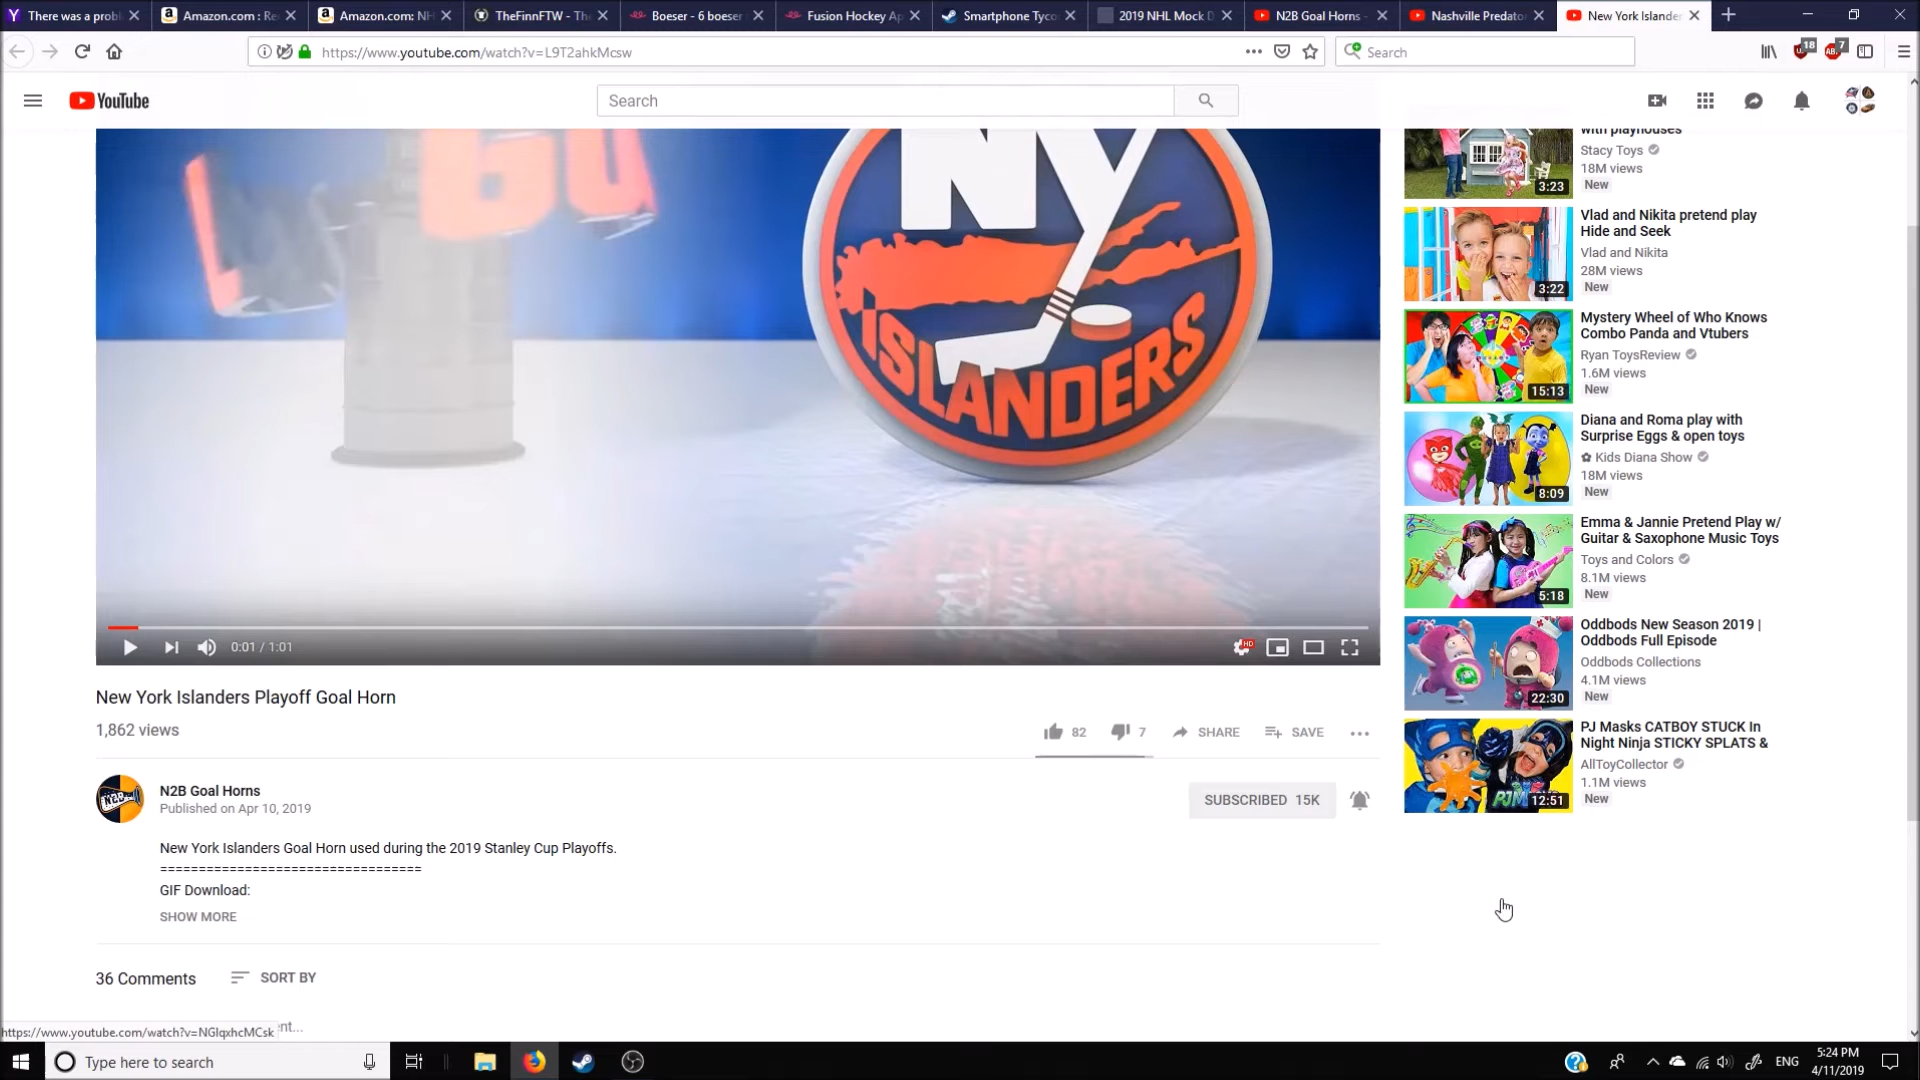 There was a probl
Amazon.com : Re
Amazon.com: NH
TheFinnFTW - Th
Boeser - 6 boeser
Fusion Hockey Ap
Smartphone Tyco
2019 NHL Mock D
N2B Goal Horns -
Nashville Predato
New York Islande
https://www.youtube.com/watch?v=L9T2ahkMcsw
Search
18
7
YouTube
Search
NY
ISLANDERS
with playhouses
Stacy Toys
18M views
New
3:23
Vlad and Nikita pretend play
Hide and Seek
Vlad and Nikita
28M views
New
3:22
Mystery Wheel of Who Knows
Combo Panda and Vtubers
Ryan ToysReview
1.6M views
New
15:13
Diana and Roma play with
Surprise Eggs & open toys
✿ Kids Diana Show
18M views
New
8:09
Emma & Jannie Pretend Play w/
Guitar & Saxophone Music Toys
Toys and Colors
8.1M views
New
5:18
Oddbods New Season 2019 |
Oddbods Full Episode
Oddbods Collections
4.1M views
New
22:30
PJ Masks CATBOY STUCK In
Night Ninja STICKY SPLATS &
AllToyCollector
1.1M views
New
12:51
0:01 / 1:01
HD
New York Islanders Playoff Goal Horn
1,862 views
82
7
SHARE
SAVE
N2B
N2B Goal Horns
Published on Apr 10, 2019
SUBSCRIBED 15K
New York Islanders Goal Horn used during the 2019 Stanley Cup Playoffs.
==================================
GIF Download:
SHOW MORE
36 Comments
SORT BY
https://www.youtube.com/watch?v=NGlqxhcMCsk
Type here to search
ENG
5:24 PM
4/11/2019